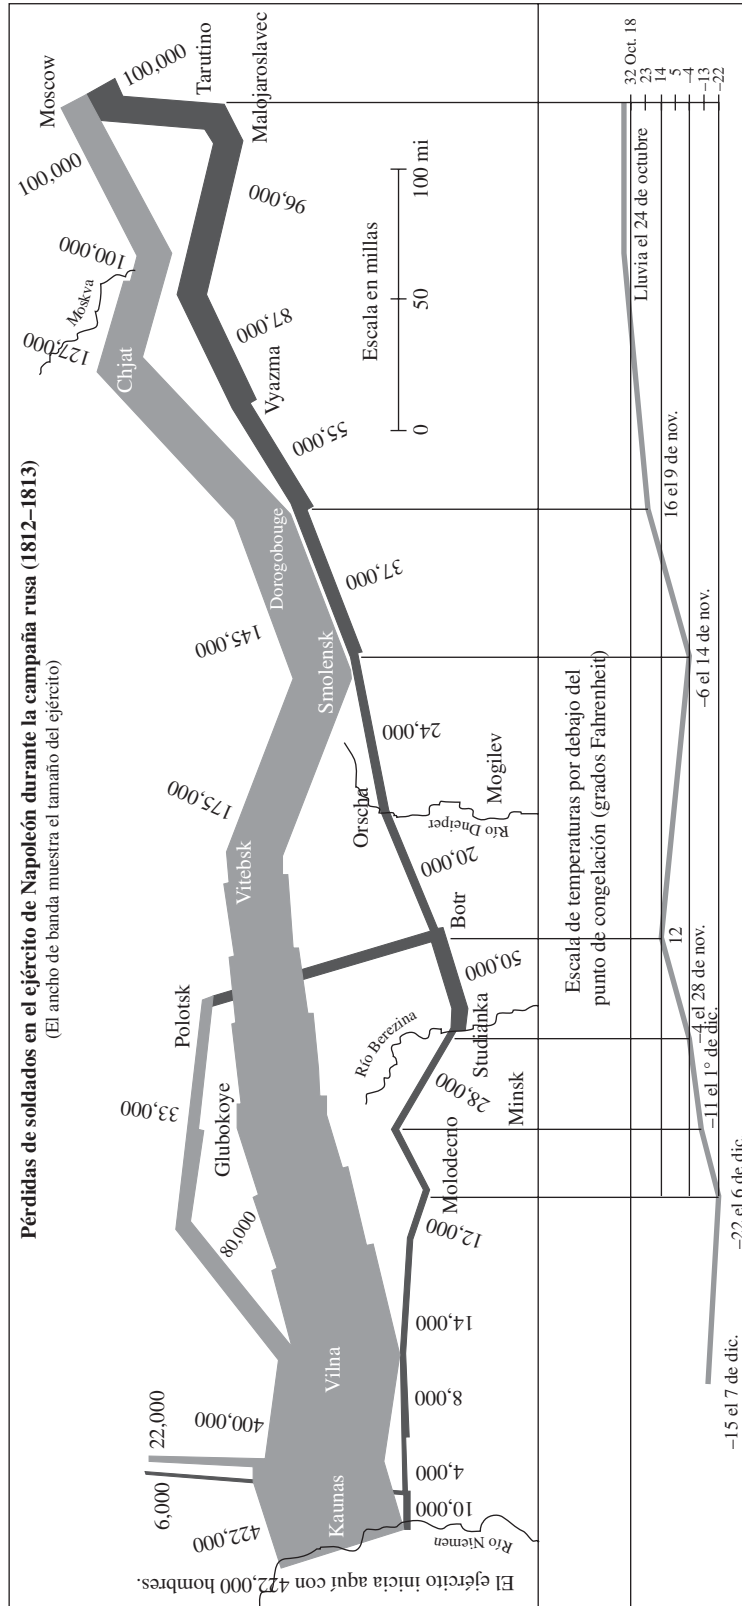 Pérdidas de soldados en el ejército de Napoleón durante la campaña rusa (1812–1813)
(El ancho de banda muestra el tamaño del ejército)
Moscow
100,000
Tarutino
Malojaroslavec
100,000
100,000
Moskva
127,000
Chjat
96,000
87,000
Vyazma
55,000
Escala en millas
0
50
100 mi
Dorogobouge
145,000
Smolensk
37,000
24,000
175,000
Orscha
Río Dneiper
Mogilev
Vitebsk
20,000
Botr
50,000
Polotsk
Río Berezina
Studianka
33,000
Glubokoye
28,000
Minsk
Molodecno
80,000
12,000
14,000
Vilna
400,000
8,000
22,000
6,000
4,000
10,000
Kaunas
422,000
Río Niemen
El ejército inicia aquí con 422,000 hombres.
Escala de temperaturas por debajo del
punto de congelación (grados Fahrenheit)
32 Oct. 18
23
14
5
–4
–13
–22
Lluvia el 24 de octubre
16 el 9 de nov.
–6 el 14 de nov.
12
–4 el 28 de nov.
–11 el 1° de dic.
–22 el 6 de dic.
–15 el 7 de dic.